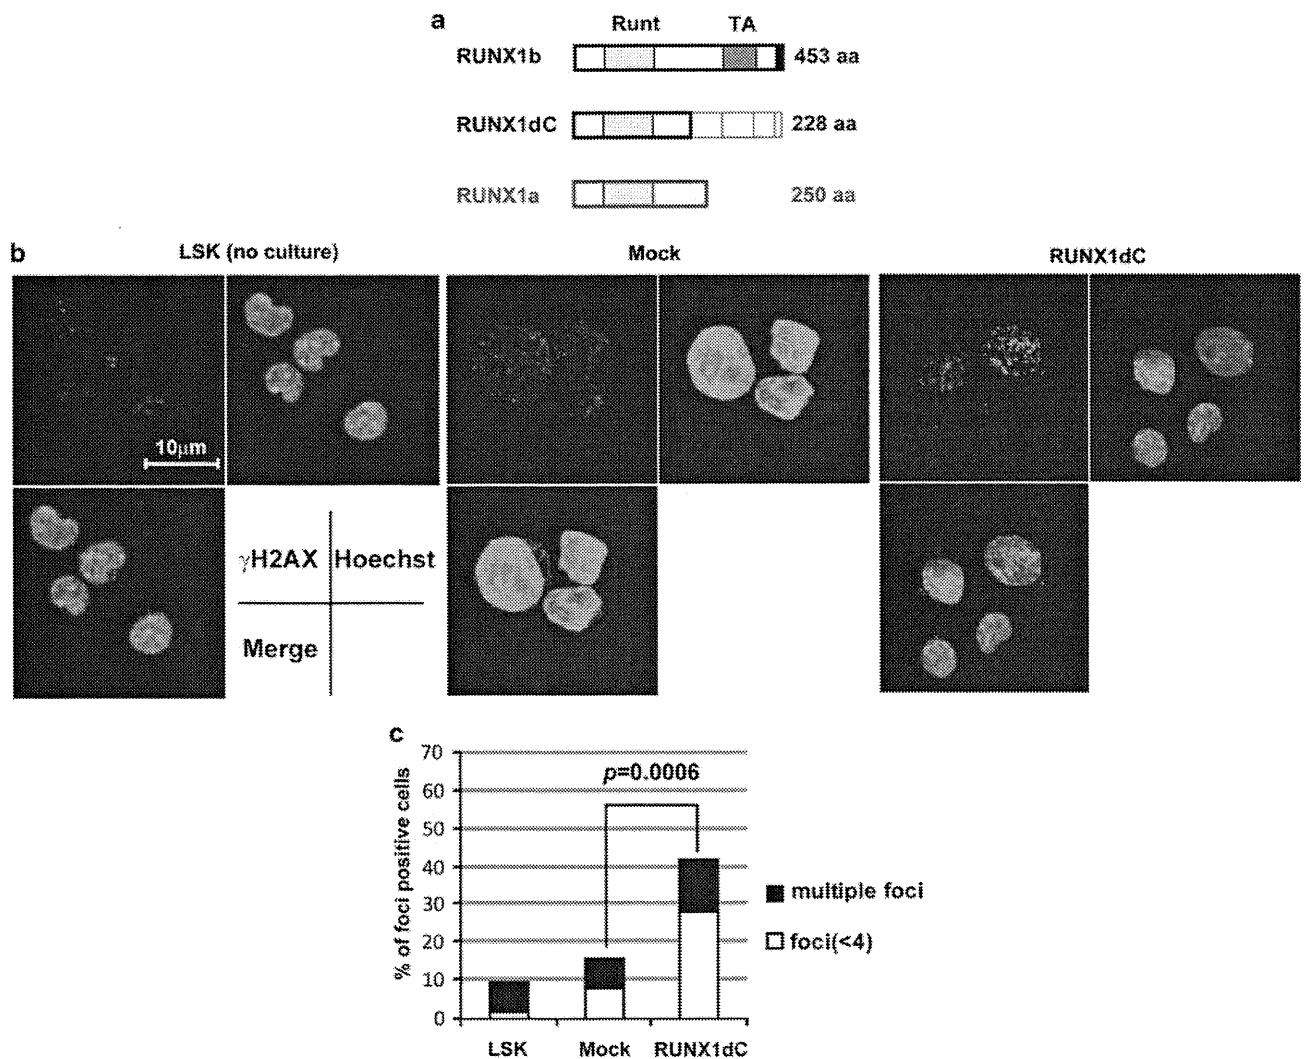 a
Runt TA
RUNX1b 453 aa
RUNX1dC 228 aa
RUNX1a 250 aa
b
LSK (no culture) Mock RUNX1dC
10μm
γH2AX Hoechst
Merge
c
% of foci positive cells
70
60
50
40
30
20
10
0
p=0.0006
multiple foci
foci(<4)
LSK Mock RUNX1dC